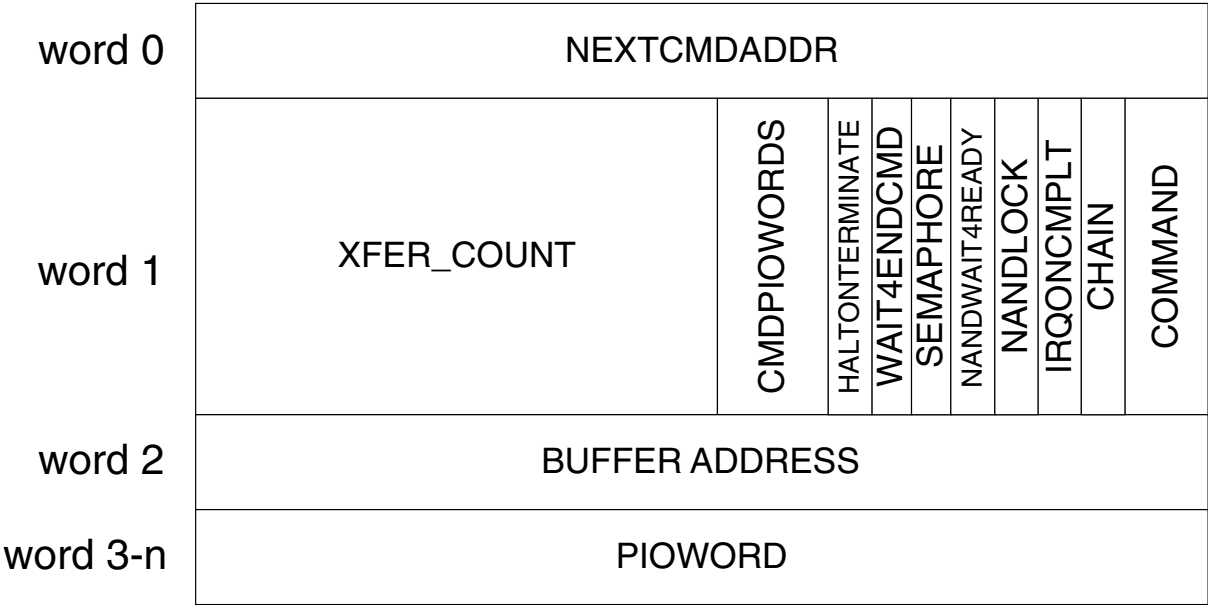 word 0
NEXTCMDADDR
word 1
XFER_COUNT
CMDPIOWORDS
HALTONTERMINATE
WAIT4ENDCMD
SEMAPHORE
NANDWAIT4READY
NANDLOCK
IRQONCMPLT
CHAIN
COMMAND
word 2
BUFFER ADDRESS
word 3-n
PIOWORD